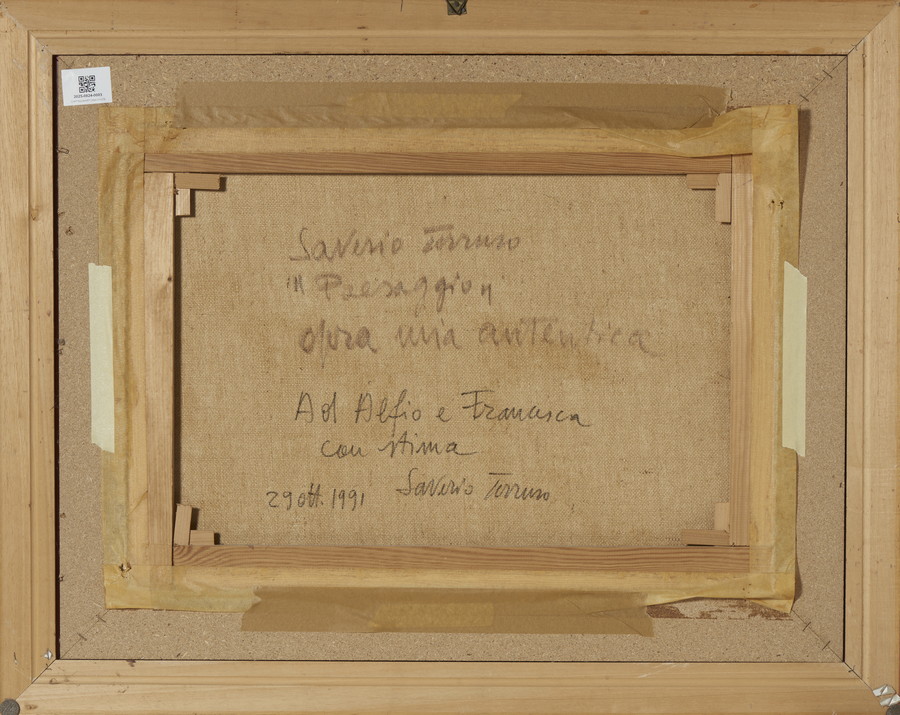 Saverio Terruso
"Paesaggio"
opera mia autentica
Ad Alfio e Francesca
con stima
29 ott. 1991 Saverio Terruso